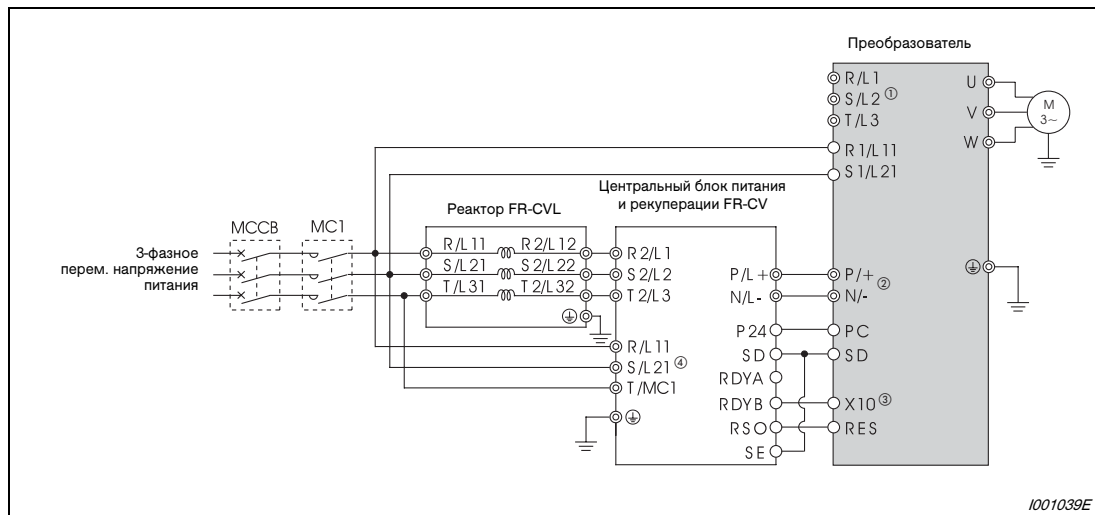 Преобразователь
R/L1
S/L2 ①
T/L3
R1/L11
S1/L21
U
V
W
M
3~
Центральный блок питания
и рекуперации FR-CV
Реактор FR-CVL
MCCB
MC1
3-фазное
перем. напряжение
питания
R/L11 R2/L12
S/L21 S2/L22
T/L31 T2/L32
R2/L1
S2/L2
T2/L3
R/L11
S/L21 ④
T/MC1
P/L+
N/L-
P24
SD
RDYA
RDYB
RSO
SE
P/+
②
N/-
PC
SD
X10 ③
RES
I001039E